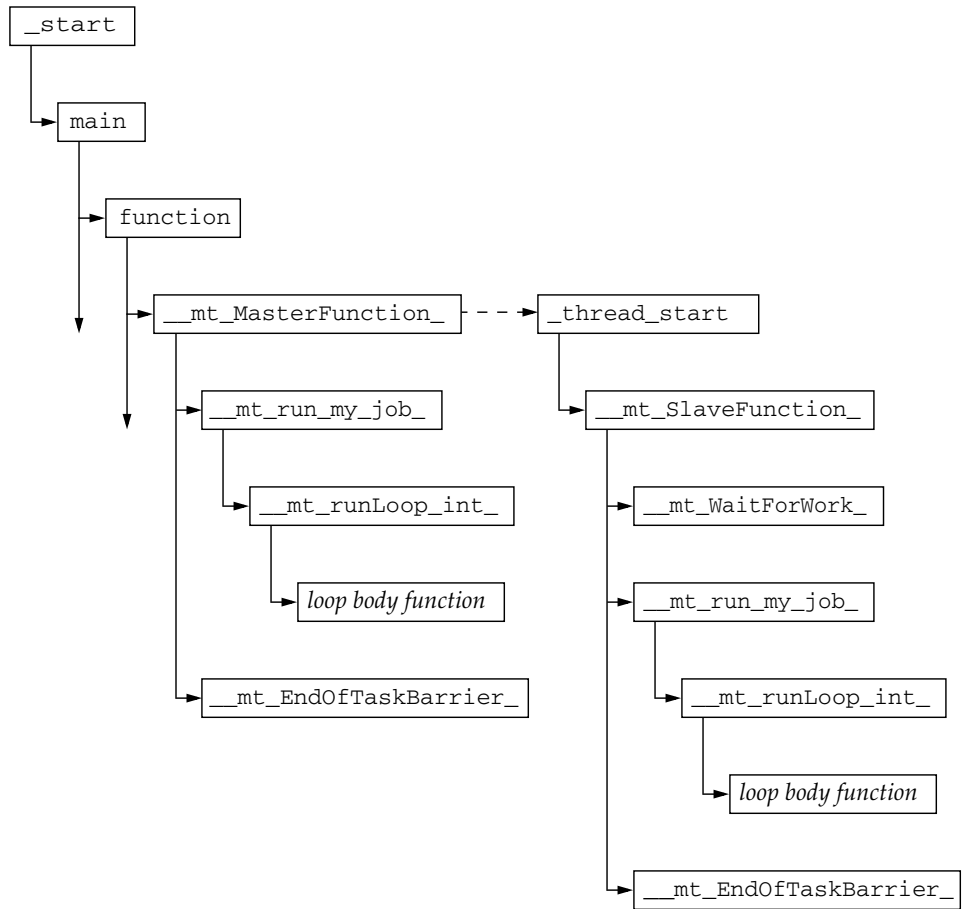 _start
main
function
__mt_MasterFunction_
_thread_start
__mt_run_my_job_
__mt_SlaveFunction_
__mt_runLoop_int_
__mt_WaitForWork_
loop body function
__mt_run_my_job_
__mt_EndOfTaskBarrier_
__mt_runLoop_int_
loop body function
__mt_EndOfTaskBarrier_